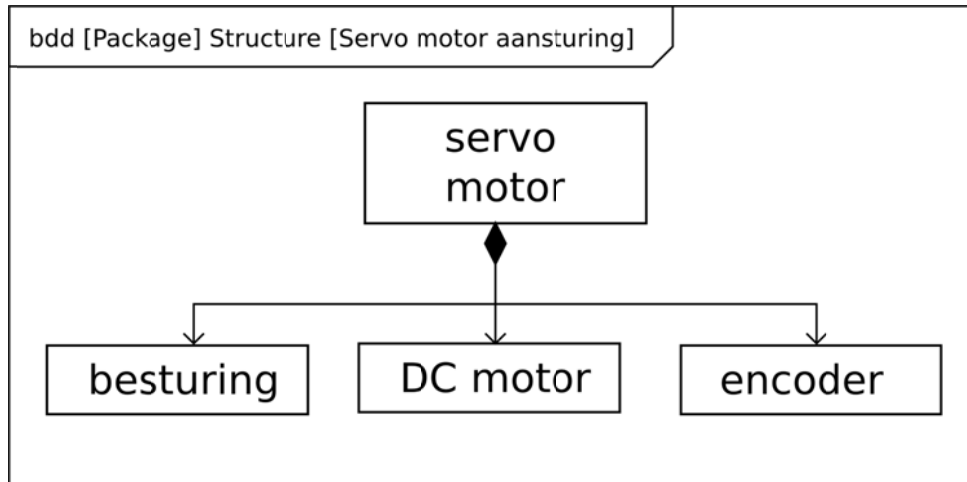 bdd [Package] Structure [Servo motor aansturing]
servo
motor
besturing
DC motor
encoder